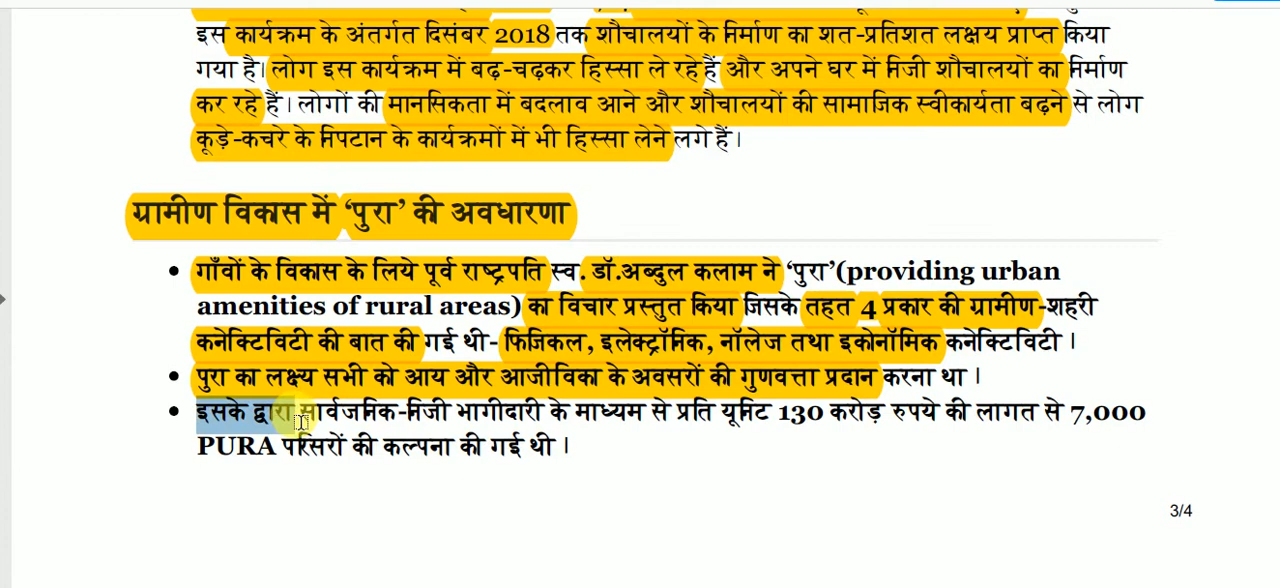 इस कार्यक्रम के अंतर्गत दिसंबर 2018 तक शौचालयों के निर्माण का शत-प्रतिशत लक्षय प्राप्त किया
गया है। लोग इस कार्यक्रम में बढ़-चढ़कर हिस्सा ले रहे हैं और अपने घर में निजी शौचालयों का निर्माण
कर रहे हैं। लोगों की मानसिकता में बदलाव आने और शौचालयों की सामाजिक स्वीकार्यता बढ़ने से लोग
कूड़े-कचरे के निपटान के कार्यक्रमों में भी हिस्सा लेने लगे हैं।
ग्रामीण विकास में ‘पुरा’ की अवधारणा
• गाँवों के विकास के लिये पूर्व राष्ट्रपति स्व. डॉ.अब्दुल कलाम ने ‘पुरा’(providing urban
amenities of rural areas) का विचार प्रस्तुत किया जिसके तहत 4 प्रकार की ग्रामीण-शहरी
कनेक्टिविटी की बात की गई थी- फिजिकल, इलेक्ट्रॉनिक, नॉलेज तथा इकोनॉमिक कनेक्टिविटी ।
• पुरा का लक्ष्य सभी को आय और आजीविका के अवसरों की गुणवत्ता प्रदान करना था ।
• इसके द्वारा सार्वजनिक-निजी भागीदारी के माध्यम से प्रति यूनिट 130 करोड़ रुपये की लागत से 7,000
PURA परिसरों की कल्पना की गई थी ।
3/4